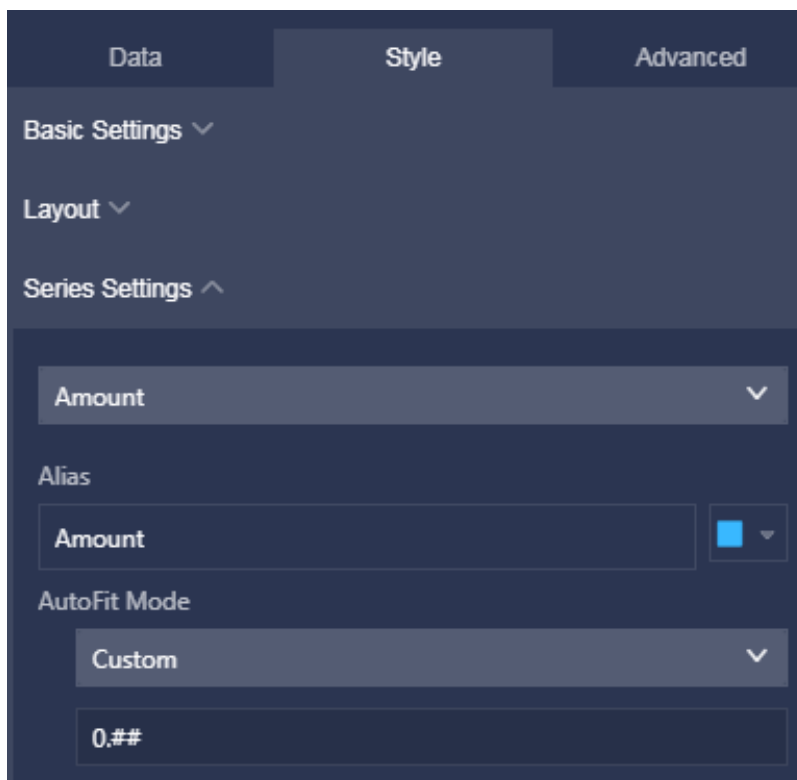 Data Style Advanced
Basic Settings
Layout
Series Settings
Amount
Alias
Amount
AutoFit Mode
Custom
0.##